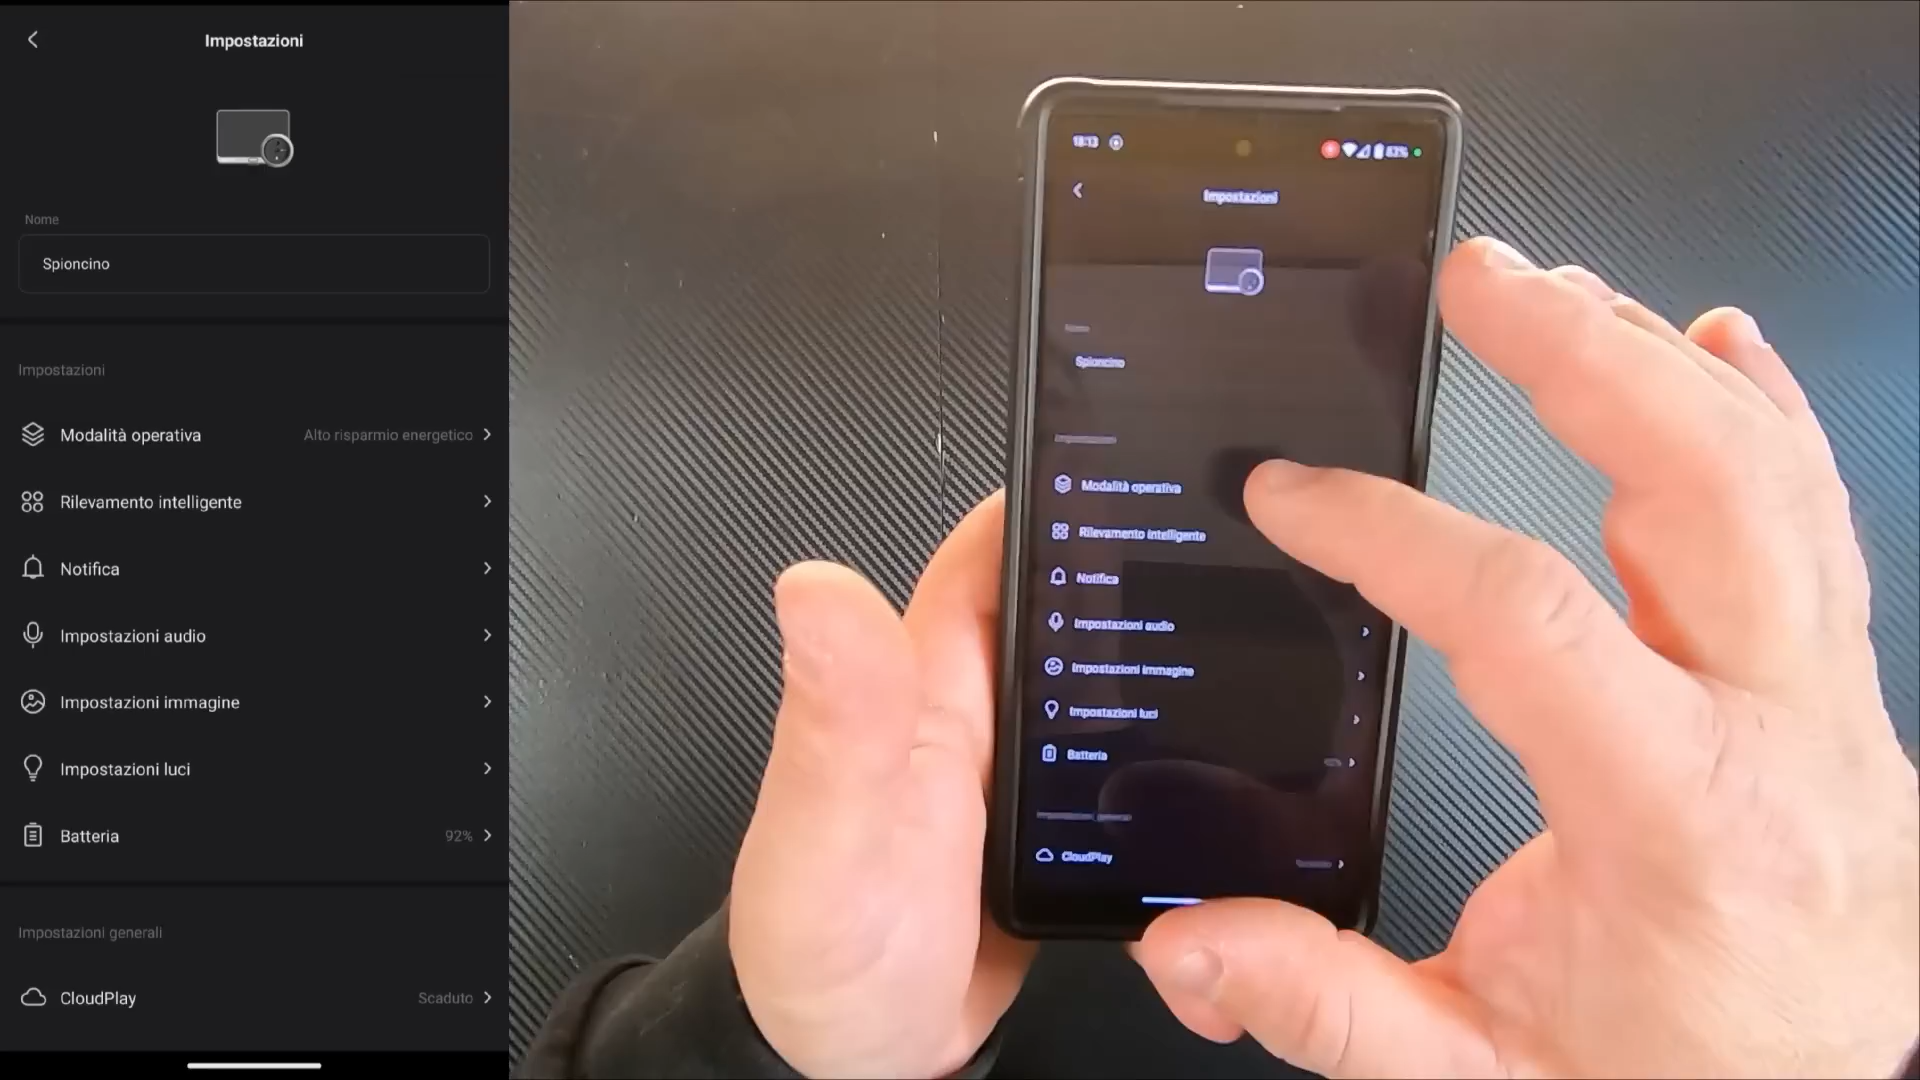 Impostazioni
Nome
Spioncino
Impostazioni
Modalità operativa
Alto risparmio energetico
Rilevamento intelligente
Notifica
Impostazioni audio
Impostazioni immagine
Impostazioni luci
Batteria
92%
Impostazioni generali
CloudPlay
Scaduto
18:13
Impostazioni
Spioncino
Modalità operativa
Rilevamento intelligente
Notifica
Impostazioni audio
Impostazioni immagine
Impostazioni luci
Batteria
CloudPlay